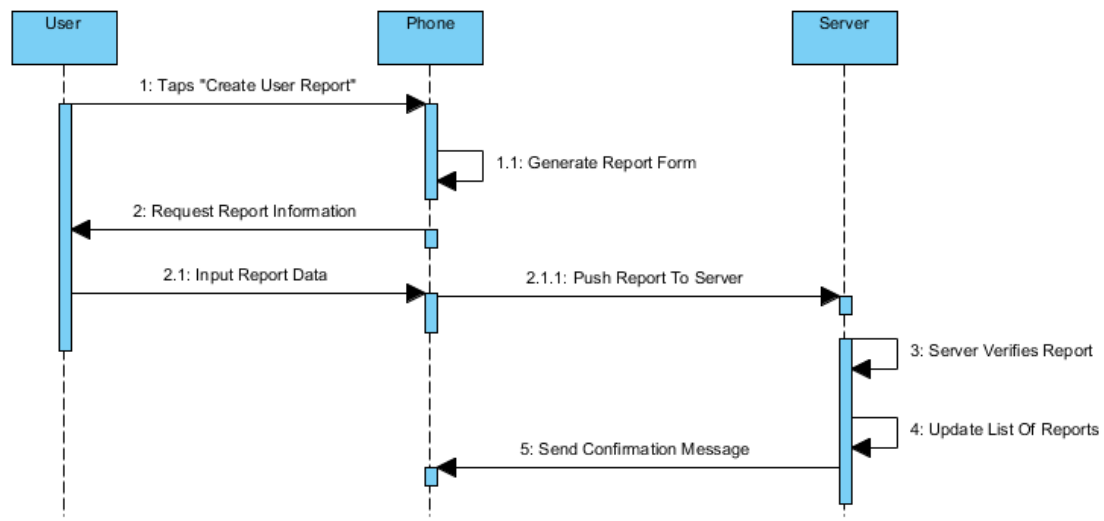 User
Phone
Server
1: Taps "Create User Report"
1.1: Generate Report Form
2: Request Report Information
2.1: Input Report Data
2.1.1: Push Report To Server
3: Server Verifies Report
4: Update List Of Reports
5: Send Confirmation Message